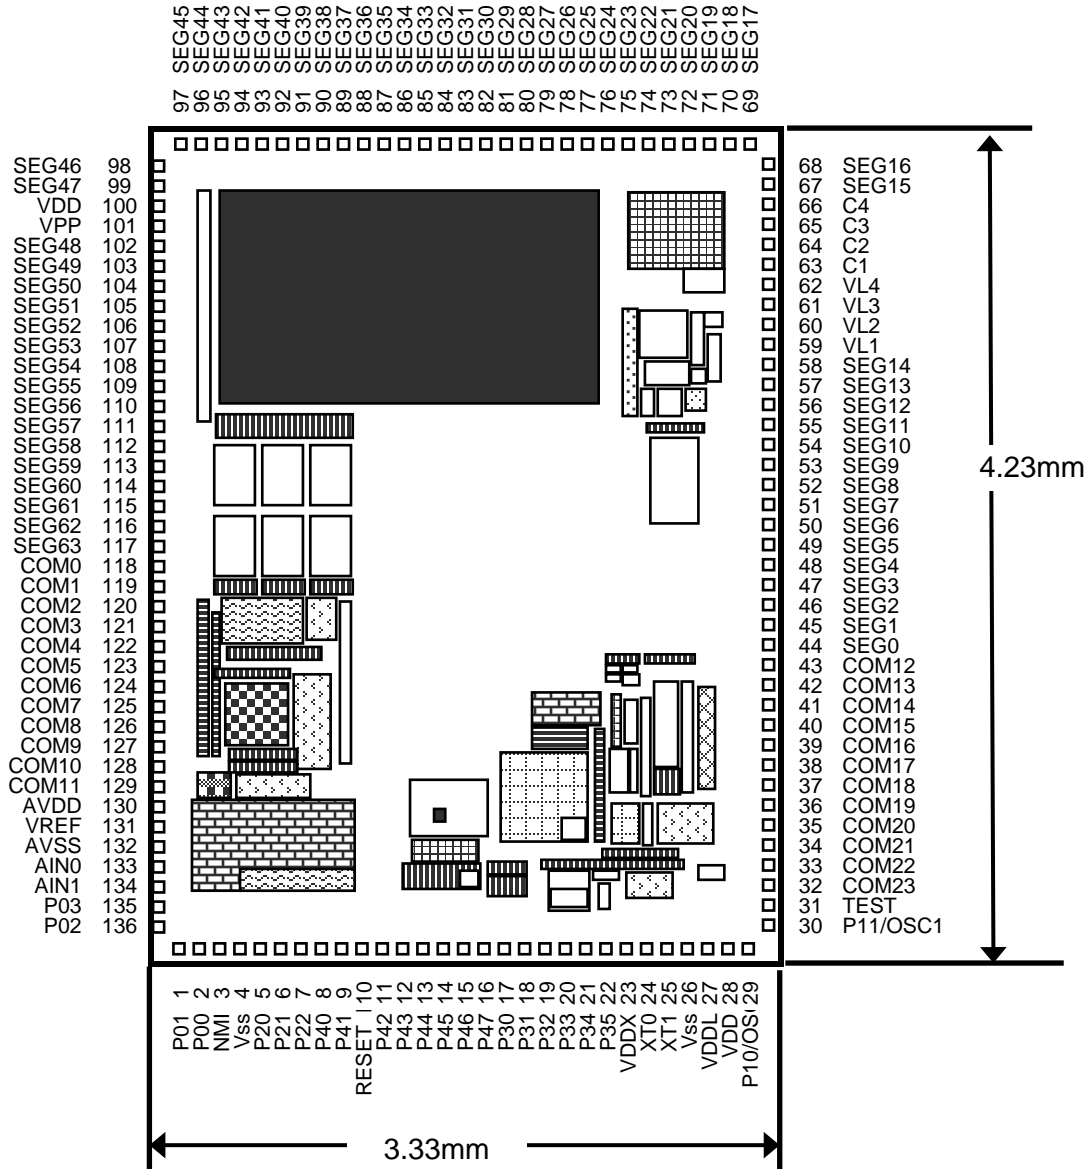 97 SEG45
96 SEG44
95 SEG43
94 SEG42
93 SEG41
92 SEG40
91 SEG39
90 SEG38
89 SEG37
88 SEG36
87 SEG35
86 SEG34
85 SEG33
84 SEG32
83 SEG31
82 SEG30
81 SEG29
80 SEG28
79 SEG27
78 SEG26
77 SEG25
76 SEG24
75 SEG23
74 SEG22
73 SEG21
72 SEG20
71 SEG19
70 SEG18
69 SEG17
SEG46 98
SEG47 99
VDD 100
VPP 101
SEG48 102
SEG49 103
SEG50 104
SEG51 105
SEG52 106
SEG53 107
SEG54 108
SEG55 109
SEG56 110
SEG57 111
SEG58 112
SEG59 113
SEG60 114
SEG61 115
SEG62 116
SEG63 117
COM0 118
COM1 119
COM2 120
COM3 121
COM4 122
COM5 123
COM6 124
COM7 125
COM8 126
COM9 127
COM10 128
COM11 129
AVDD 130
VREF 131
AVSS 132
AIN0 133
AIN1 134
P03 135
P02 136
68 SEG16
67 SEG15
66 C4
65 C3
64 C2
63 C1
62 VL4
61 VL3
60 VL2
59 VL1
58 SEG14
57 SEG13
56 SEG12
55 SEG11
54 SEG10
53 SEG9
52 SEG8
51 SEG7
50 SEG6
49 SEG5
48 SEG4
47 SEG3
46 SEG2
45 SEG1
44 SEG0
43 COM12
42 COM13
41 COM14
40 COM15
39 COM16
38 COM17
37 COM18
36 COM19
35 COM20
34 COM21
33 COM22
32 COM23
31 TEST
30 P11/OSC1
4.23mm
P01 1
P00 2
NMI 3
Vss 4
P20 5
P21 6
P22 7
P40 8
P41 9
RESET 10
P42 11
P43 12
P44 13
P45 14
P46 15
P47 16
P30 17
P31 18
P32 19
P33 20
P34 21
P35 22
VDDX 23
XT0 24
XT1 25
Vss 26
VDDL 27
VDD 28
P10/OS 29
3.33mm